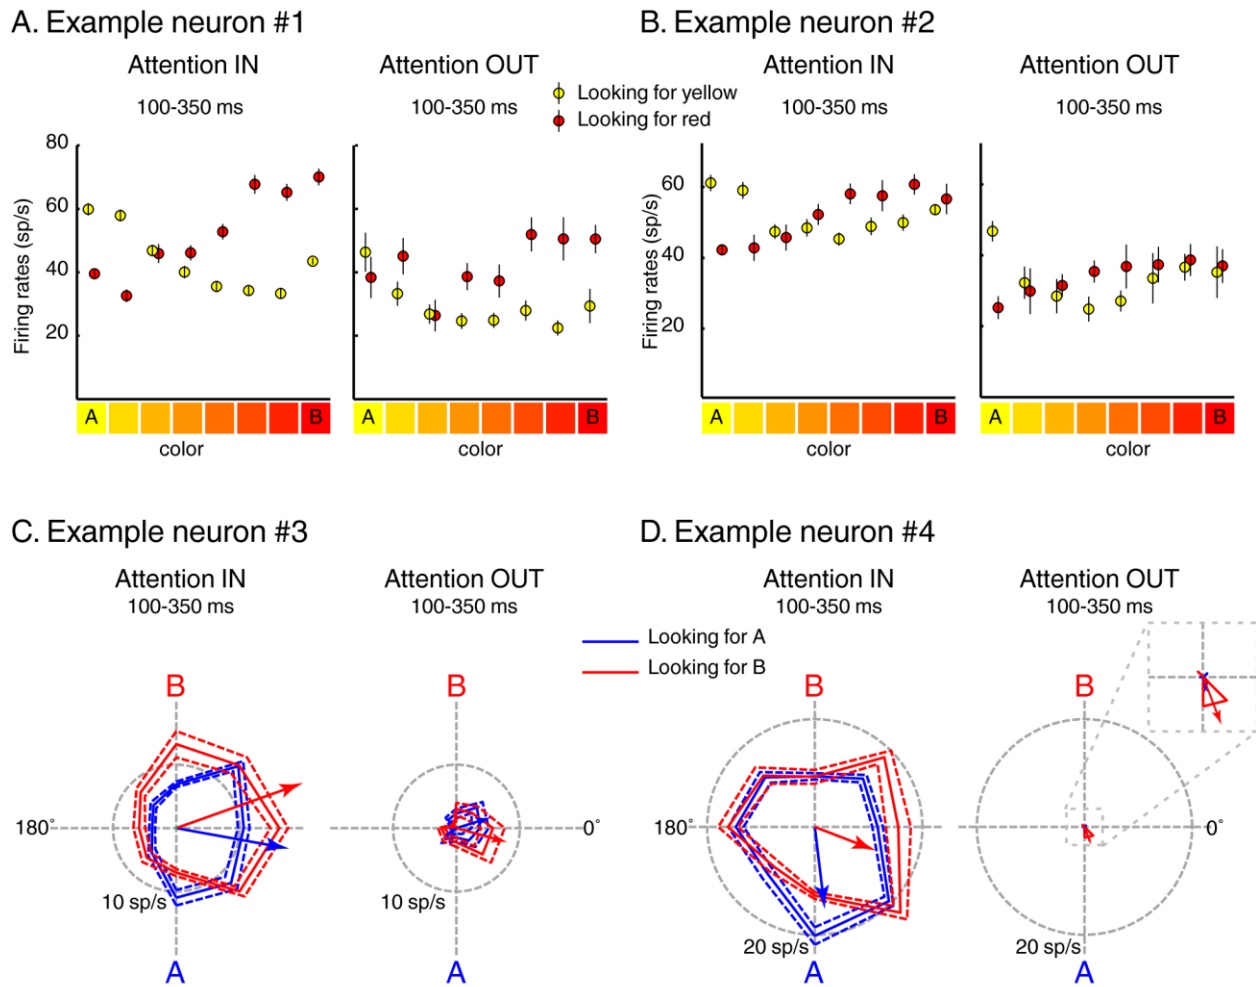 A. Example neuron #1
Attention IN
100-350 ms
Attention OUT
Looking for yellow
Looking for red
Firing rates (sp/s)
80
60
40
20
A
B
color
A
B
color
B. Example neuron #2
Attention IN
100-350 ms
Attention OUT
100-350 ms
Firing rates (sp/s)
60
40
20
A
B
color
A
B
color
C. Example neuron #3
Attention IN
100-350 ms
Attention OUT
100-350 ms
Looking for A
Looking for B
B
180°
10 sp/s
A
B
0°
10 sp/s
D. Example neuron #4
Attention IN
100-350 ms
Attention OUT
100-350 ms
B
180°
20 sp/s
A
B
0°
20 sp/s
A